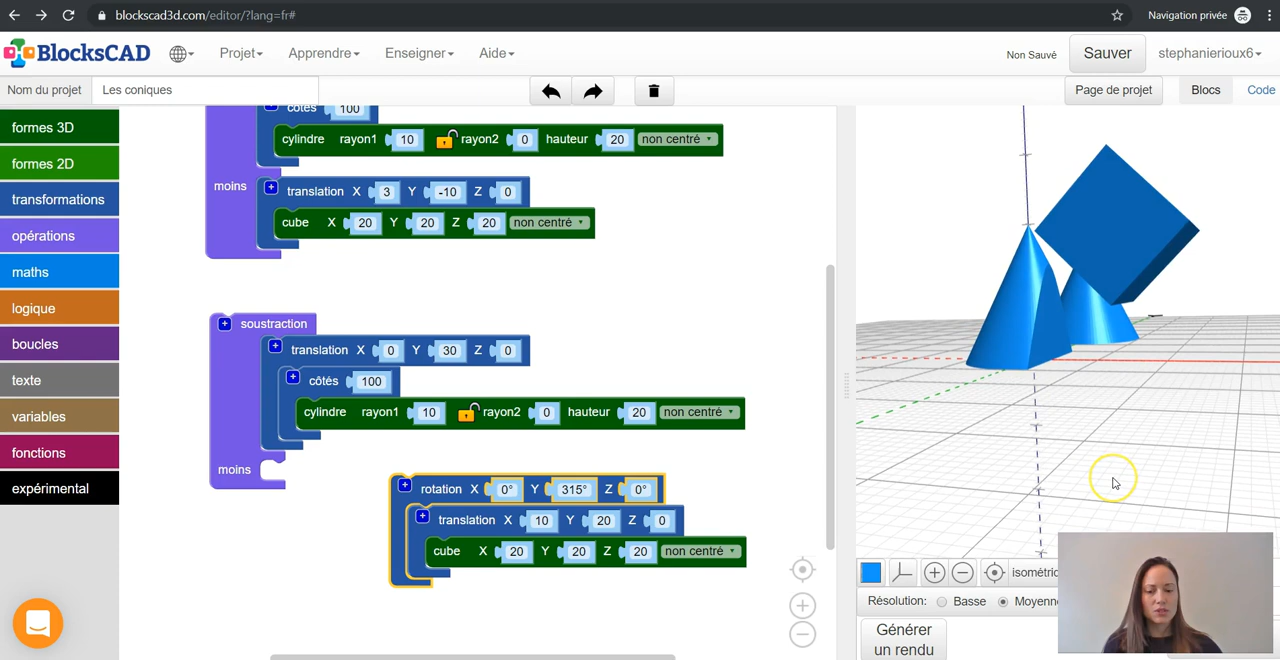 blockscad3d.com/editor/?lang=fr#
Navigation privée
BlocksCAD
Projet
Apprendre
Enseigner
Aide
Non Sauvé
Sauver
stephanierioux6
Nom du projet
Les coniques
Page de projet
Blocs
Code
formes 3D
formes 2D
transformations
opérations
maths
logique
boucles
texte
variables
fonctions
expérimental
côtés 100
cylindre rayon1 10 rayon2 0 hauteur 20 non centré
moins
+ translation X 3 Y -10 Z 0
cube X 20 Y 20 Z 20 non centré
+ soustraction
+ translation X 0 Y 30 Z 0
+ côtés 100
cylindre rayon1 10 rayon2 0 hauteur 20 non centré
moins
+ rotation X 0° Y 315° Z 0°
+ translation X 10 Y 20 Z 0
cube X 20 Y 20 Z 20 non centré
isométric
Résolution: Basse Moyenne
Générer
un rendu